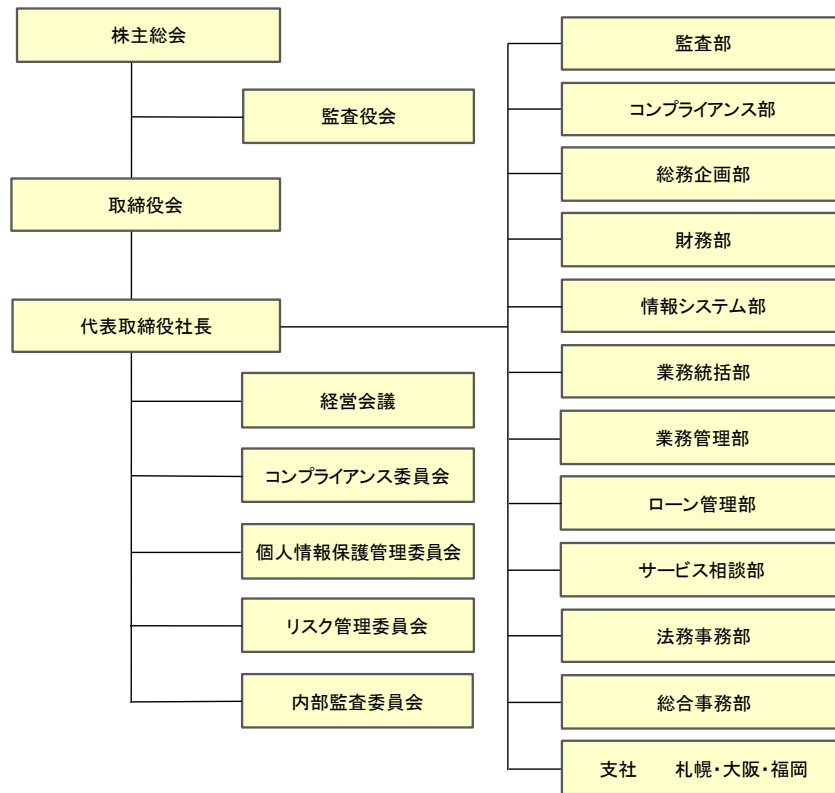 株主総会
監査役会
取締役会
代表取締役社長
経営会議
コンプライアンス委員会
個人情報保護管理委員会
リスク管理委員会
内部監査委員会
監査部
コンプライアンス部
総務企画部
財務部
情報システム部
業務統括部
業務管理部
ローン管理部
サービス相談部
法務事務部
総合事務部
支社　　札幌・大阪・福岡